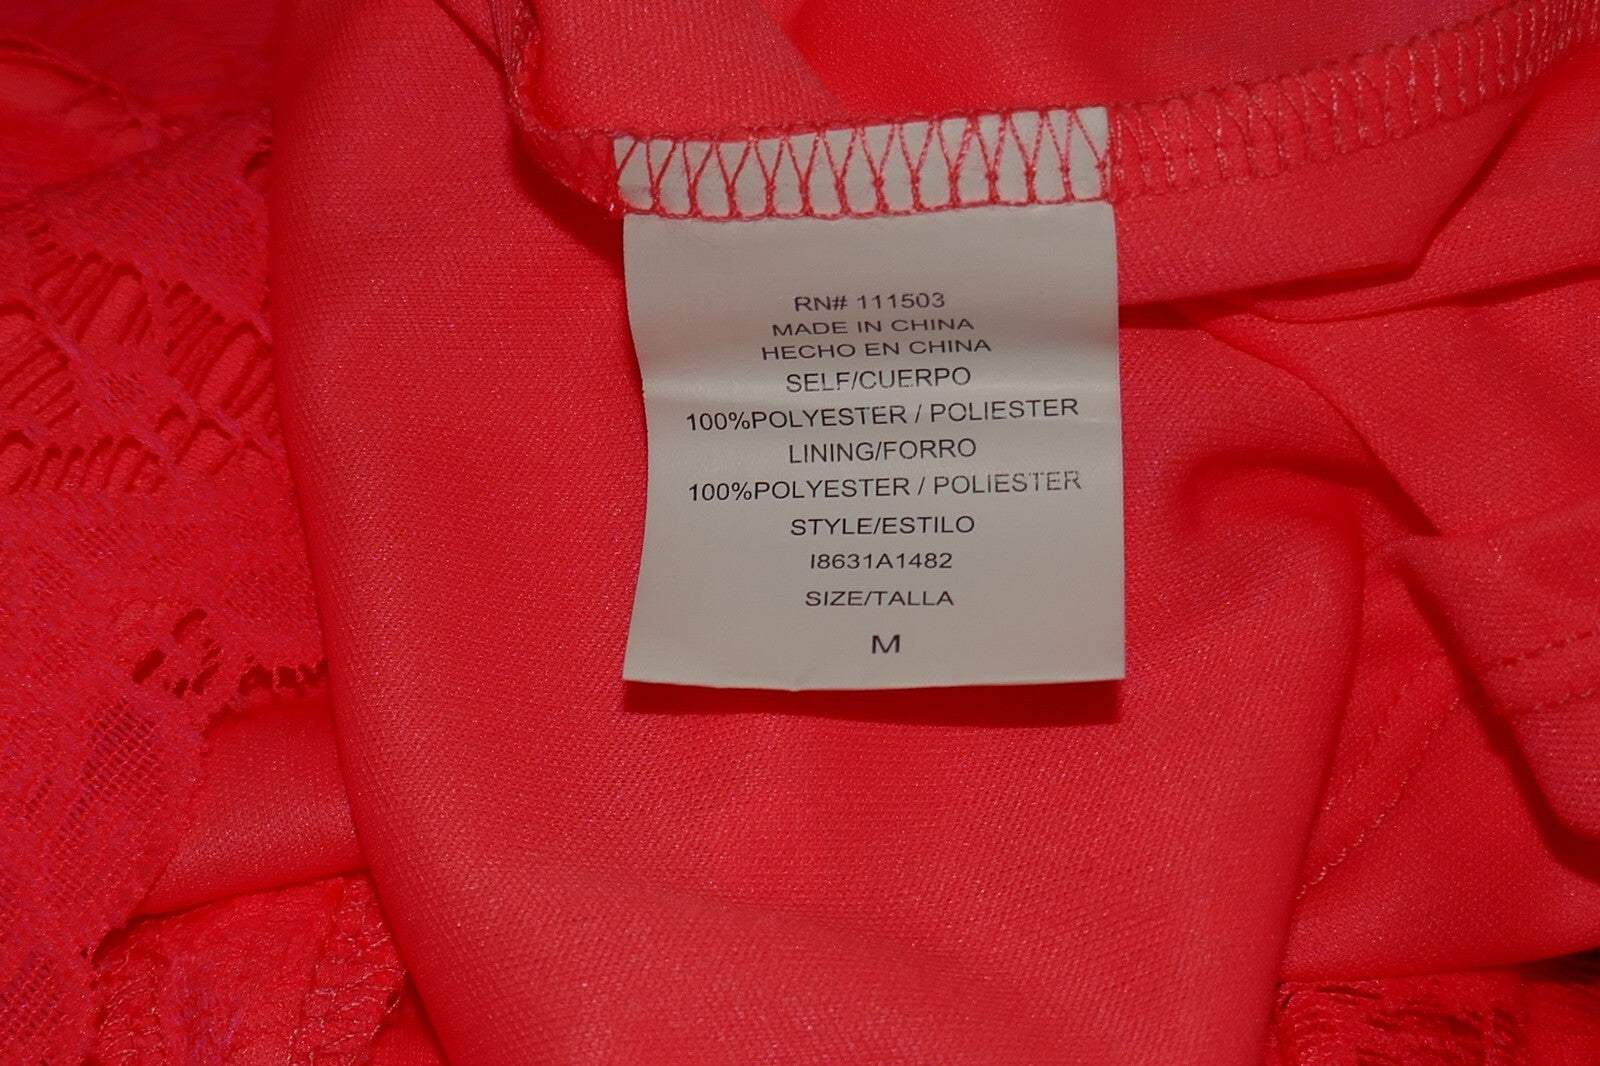 RN# 111503
MADE IN CHINA
HECHO EN CHINA
SELF/CUERPO
100%POLYESTER / POLIESTER
LINING/FORRO
100%POLYESTER / POLIESTER
STYLE/ESTILO
I8631A1482
SIZE/TALLA
M